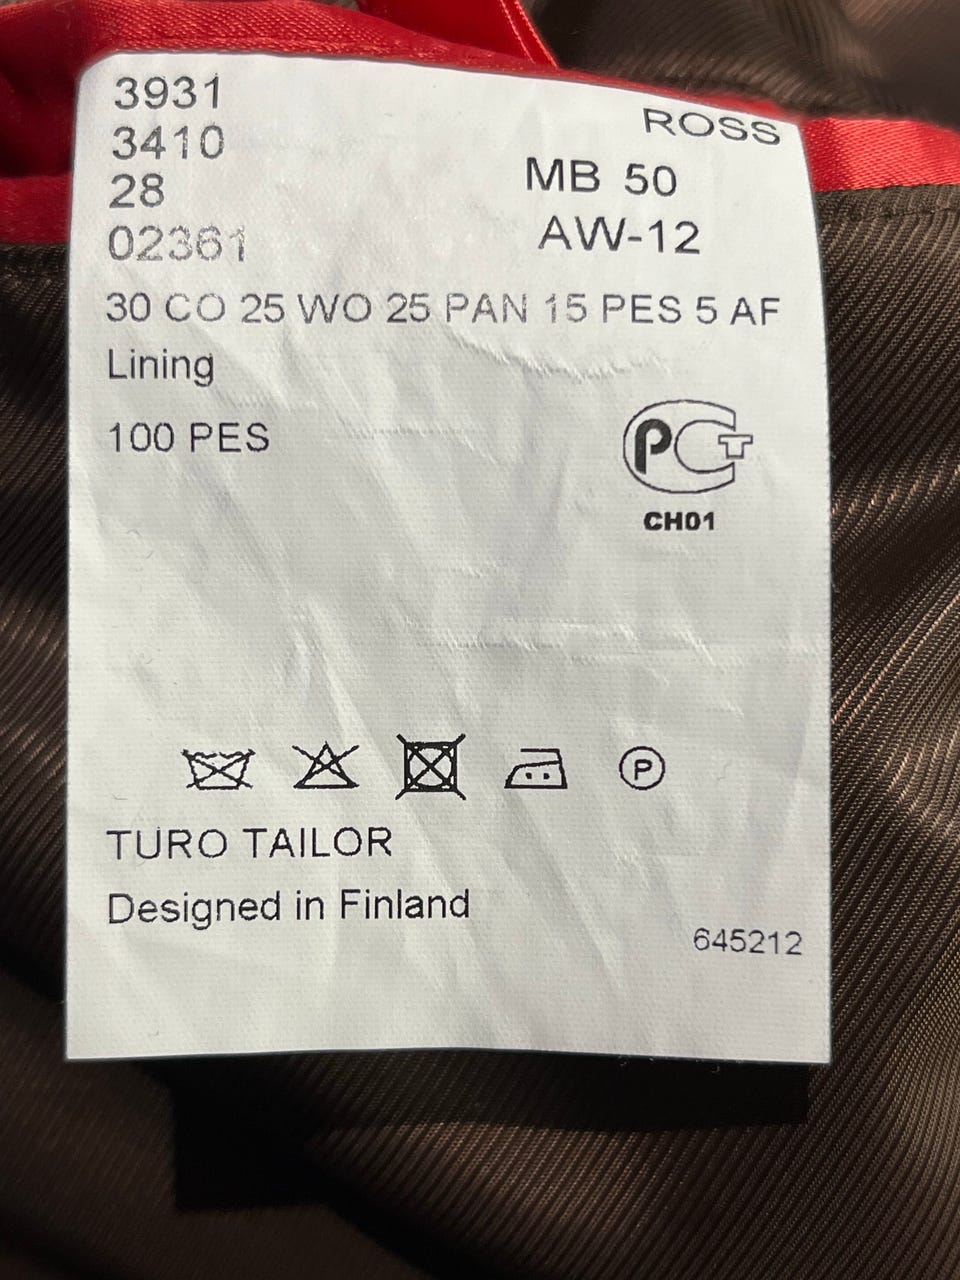 3931
ROSS
3410
MB 50
28
AW-12
02361
30 CO 25 WO 25 PAN 15 PES 5 AF
Lining
100 PES
PCT
CH01
P
TURO TAILOR
Designed in Finland
645212